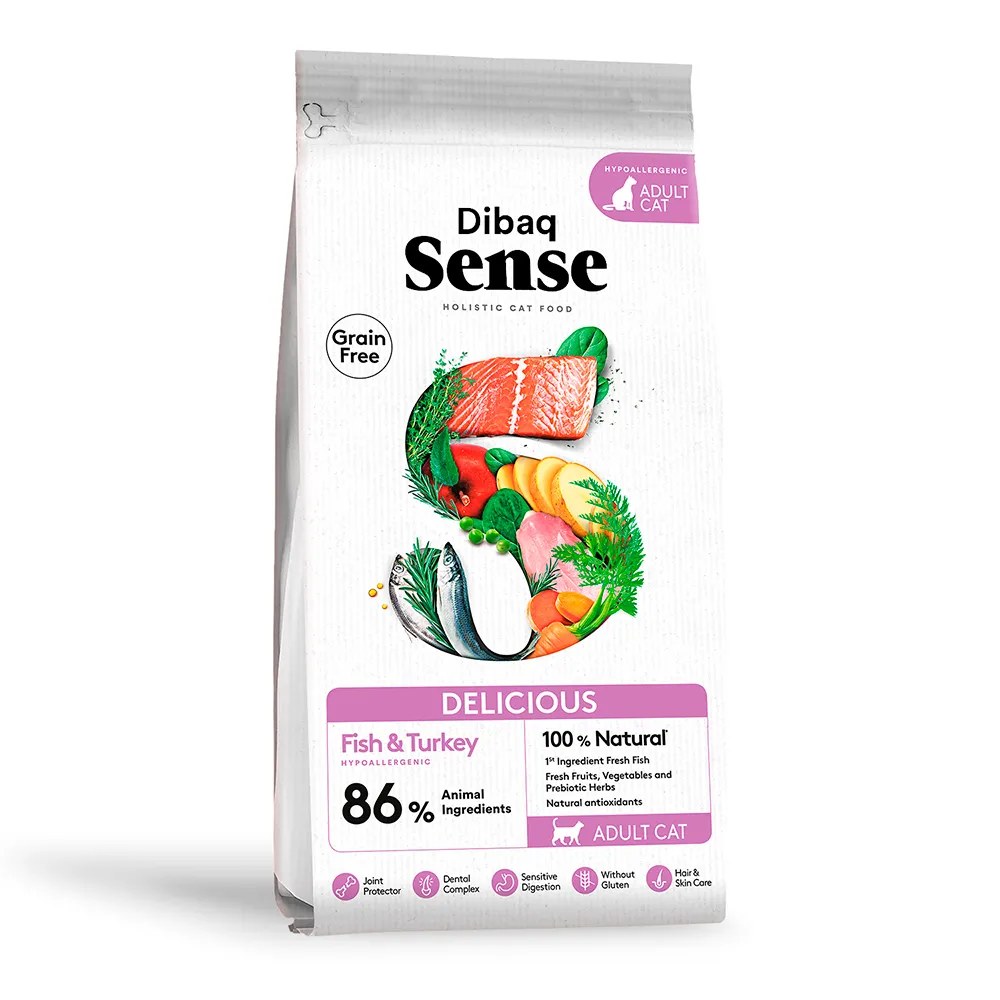 HYPOALLERGENIC
ADULT
CAT
Dibaq
Sense
HOLISTIC CAT FOOD
Grain
Free
DELICIOUS
Fish & Turkey
HYPOALLERGENIC
86%
Animal
Ingredients
100% Natural*
1st Ingredient Fresh Fish
Fresh Fruits, Vegetables and
Prebiotic Herbs
Natural antioxidants
ADULT CAT
Joint
Protector
Dental
Complex
Sensitive
Digestion
Without
Gluten
Hair &
Skin Care